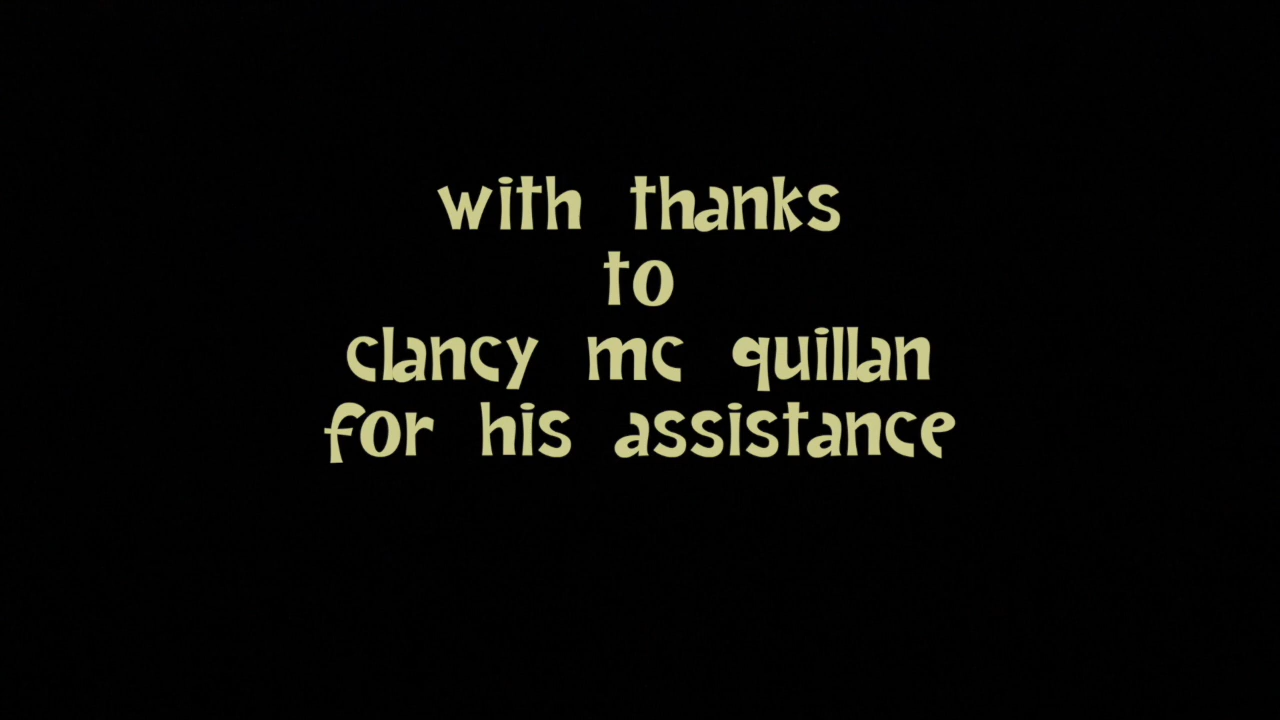 with thanks
to
clancy mc quillan
for his assistance